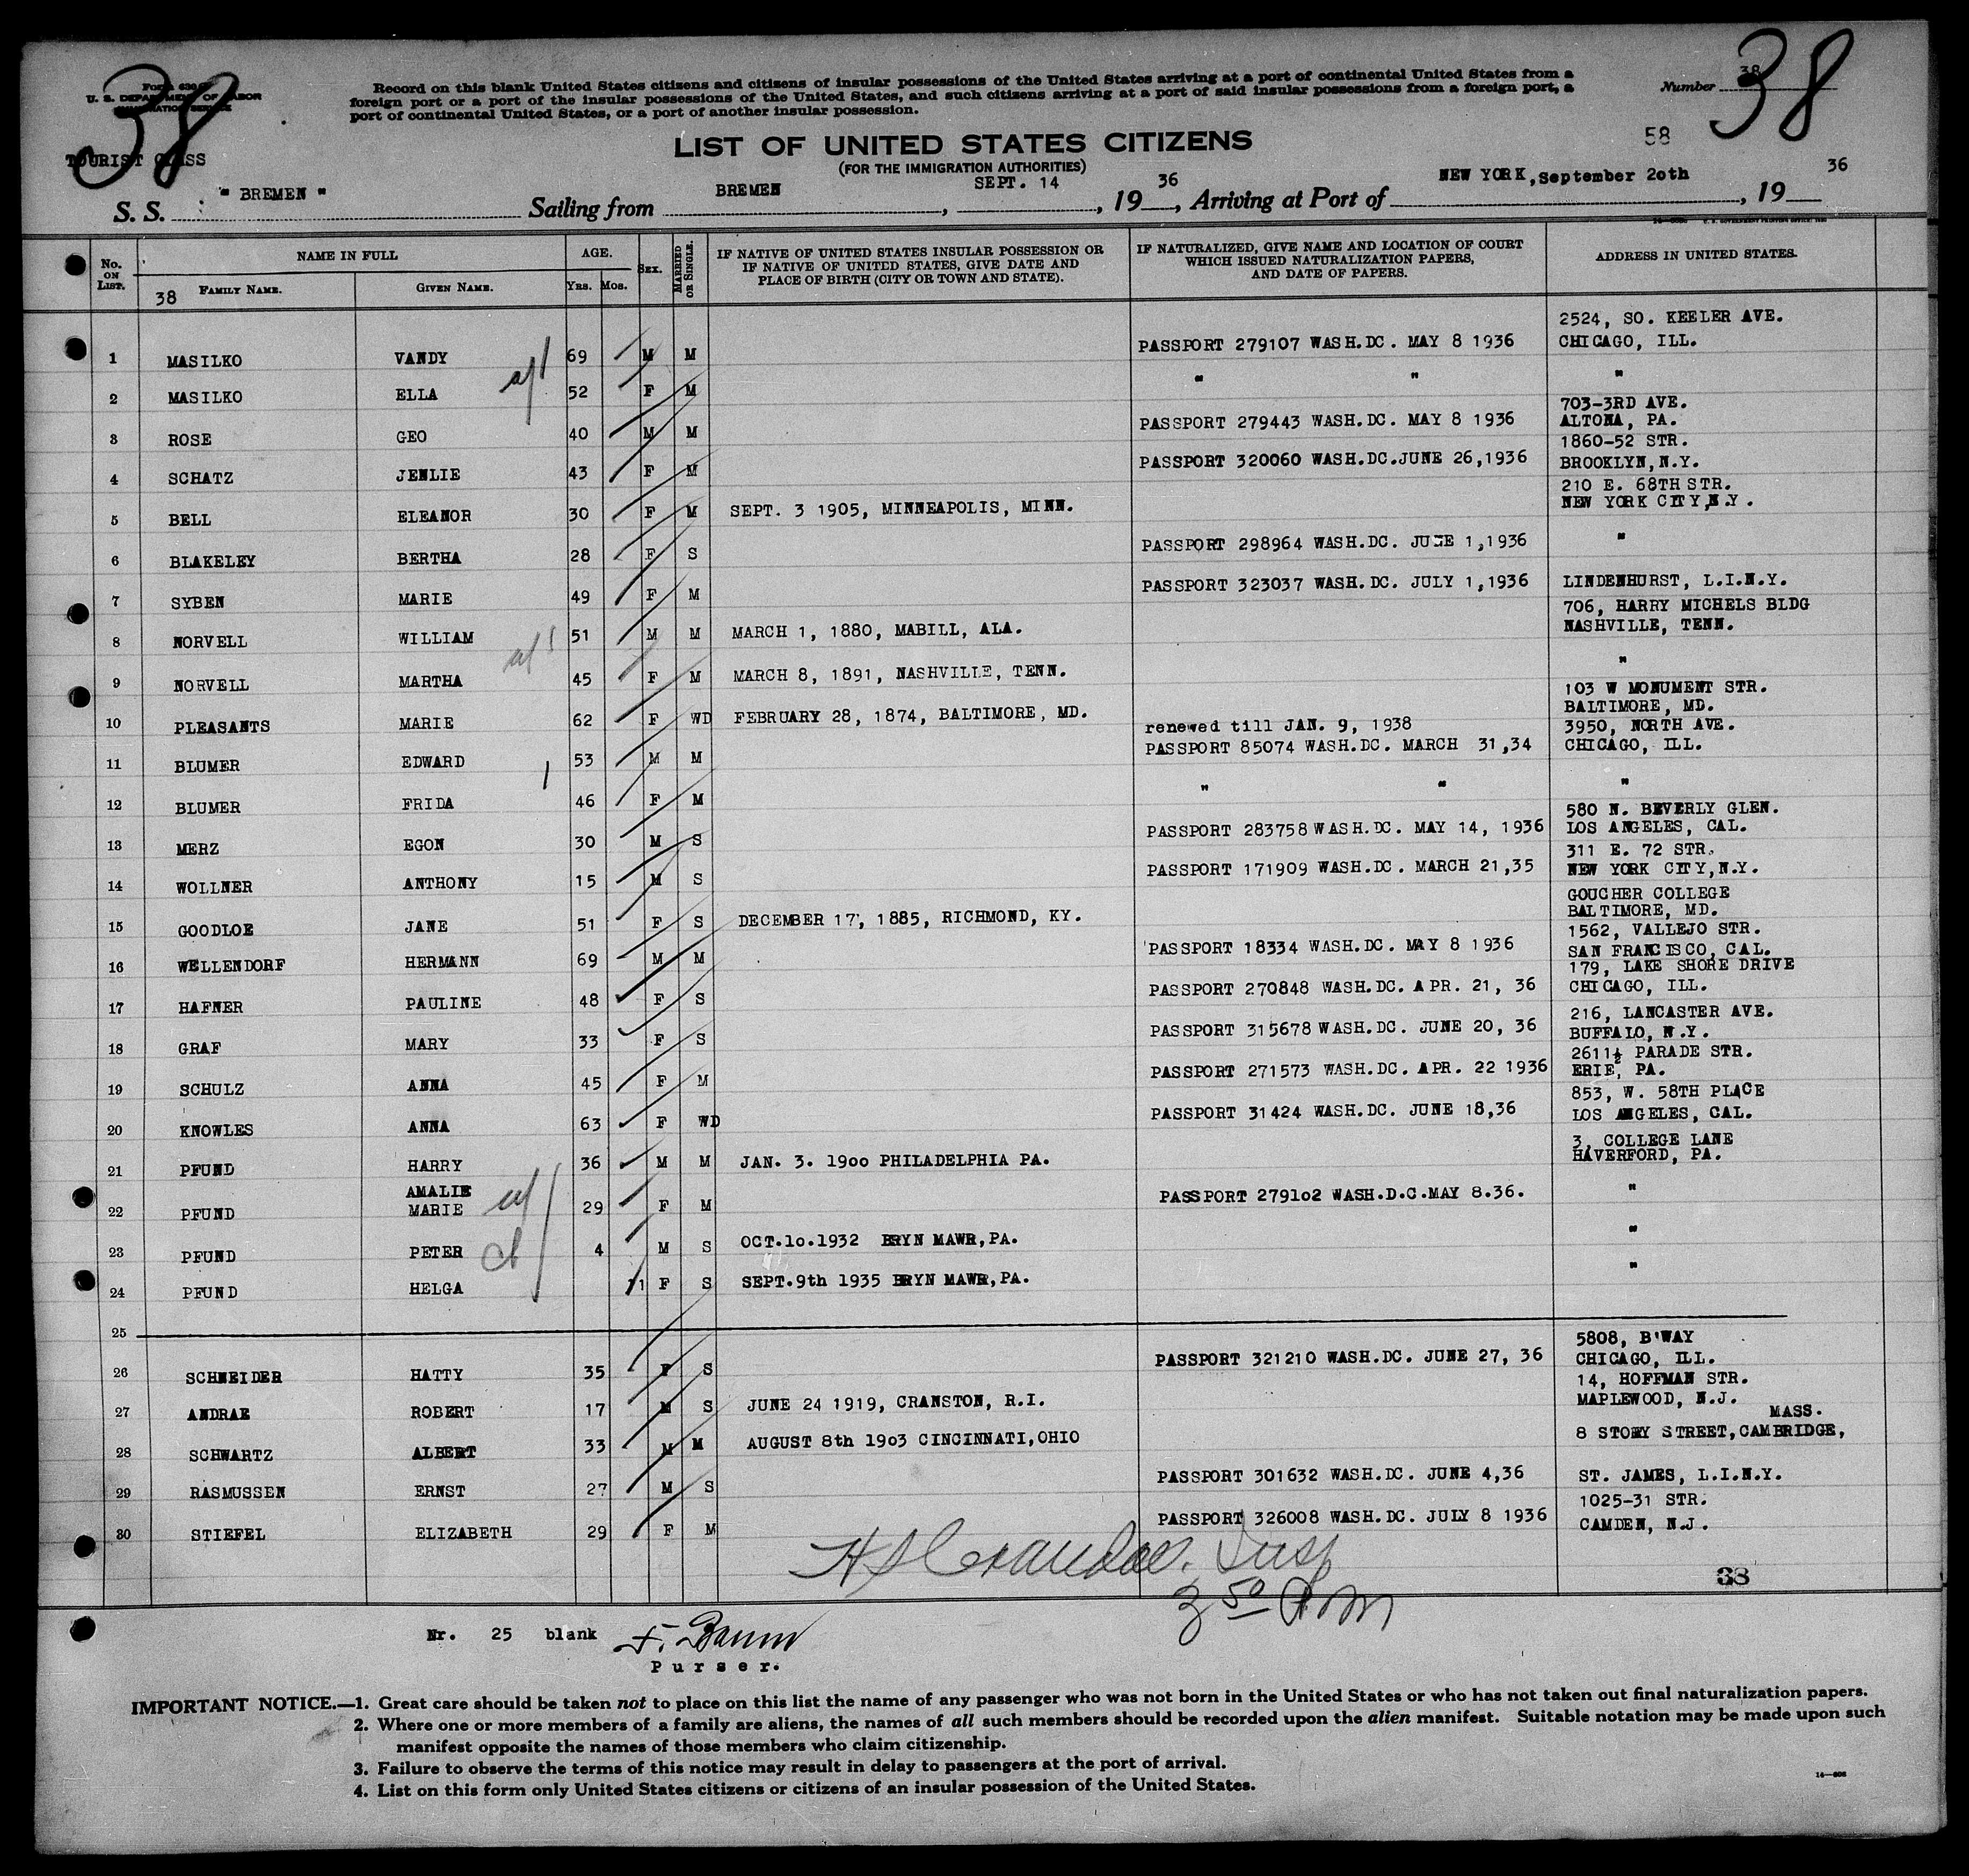 Form 630
U. S. DEPARTMENT OF LABOR
IMMIGRATION SERVICE
38
TOURIST CLASS
Record on this blank United States citizens and citizens of insular possessions of the United States arriving at a port of continental United States from a
foreign port or a port of the insular possessions of the United States, and such citizens arriving at a port of said insular possessions from a foreign port, a
port of continental United States, or a port of another insular possession.
Number 38
38
58
LIST OF UNITED STATES CITIZENS
(FOR THE IMMIGRATION AUTHORITIES)
S. S. " BREMEN " Sailing from BREMEN, SEPT. 14, 1936, Arriving at Port of NEW YORK, September 2oth, 1936
No. ON LIST. NAME IN FULL AGE. SEX. MARRIED OR SINGLE. IF NATIVE OF UNITED STATES INSULAR POSSESSION OR IF NATIVE OF UNITED STATES, GIVE DATE AND PLACE OF BIRTH (CITY OR TOWN AND STATE). IF NATURALIZED, GIVE NAME AND LOCATION OF COURT WHICH ISSUED NATURALIZATION PAPERS, AND DATE OF PAPERS. ADDRESS IN UNITED STATES.
38 FAMILY NAME. GIVEN NAME. YRS. MOS.
2524, SO. KEELER AVE.
1 MASILKO VANDY 69 M M PASSPORT 279107 WASH.DC. MAY 8 1936 CHICAGO, ILL.
2 MASILKO ELLA 52 F M " " "
703-3RD AVE.
3 ROSE GEO 40 M M PASSPORT 279443 WASH.DC. MAY 8 1936 ALTONA, PA.
1860-52 STR.
4 SCHATZ JENLIE 43 F M PASSPORT 320060 WASH.DC.JUNE 26,1936 BROOKLYN,N.Y.
210 E. 68TH STR.
5 BELL ELEANOR 30 F M SEPT. 3 1905, MINNEAPOLIS, MINN. NEW YORK CITY,N.Y.
6 BLAKELEY BERTHA 28 F S PASSPORT 298964 WASH.DC. JUNE 1,1936 "
7 SYBEN MARIE 49 F M PASSPORT 323037 WASH.DC. JULY 1,1936 LINDENHURST, L.I.N.Y.
706, HARRY MICHELS BLDG
8 NORVELL WILLIAM 51 M M MARCH 1, 1880, MABILL, ALA. NASHVILLE, TENN.
9 NORVELL MARTHA 45 F M MARCH 8, 1891, NASHVILLE, TENN. "
103 W MONUMENT STR.
10 PLEASANTS MARIE 62 F WD FEBRUARY 28, 1874, BALTIMORE, MD. BALTIMORE, MD.
renewed till JAN. 9, 1938 3950, NORTH AVE.
11 BLUMER EDWARD 53 M M PASSPORT 85074 WASH.DC. MARCH 31,34 CHICAGO, ILL.
12 BLUMER FRIDA 46 F M " " "
580 N. BEVERLY GLEN.
13 MERZ EGON 30 M S PASSPORT 283758 WASH.DC. MAY 14, 1936 LOS ANGELES, CAL.
311 E. 72 STR.
14 WOLLNER ANTHONY 15 M S PASSPORT 171909 WASH.DC. MARCH 21,35 NEW YORK CITY,N.Y.
GOUCHER COLLEGE
15 GOODLOE JANE 51 F S DECEMBER 17, 1885, RICHMOND, KY. BALTIMORE, MD.
1562, VALLEJO STR.
16 WELLENDORF HERMANN 69 M M PASSPORT 18334 WASH.DC. MAY 8 1936 SAN FRANCISCO, CAL.
179, LAKE SHORE DRIVE
17 HAFNER PAULINE 48 F S PASSPORT 270848 WASH.DC. APR. 21, 36 CHICAGO, ILL.
216, LANCASTER AVE.
18 GRAF MARY 33 F S PASSPORT 315678 WASH.DC. JUNE 20, 36 BUFFALO, N.Y.
2611½ PARADE STR.
19 SCHULZ ANNA 45 F M PASSPORT 271573 WASH.DC. APR. 22 1936 ERIE, PA.
853, W. 58TH PLACE
20 KNOWLES ANNA 63 F WD PASSPORT 31424 WASH.DC. JUNE 18,36 LOS ANGELES, CAL.
3, COLLEGE LANE
21 PFUND HARRY 36 M M JAN. 3. 19oo PHILADELPHIA PA. HAVERFORD, PA.
AMALIE
22 PFUND MARIE 29 F M PASSPORT 2791o2 WASH.D.C.MAY 8.36. "
23 PFUND PETER 4 M S OCT.1o.1932 BRYN MAWR,PA. "
24 PFUND HELGA 11 F S SEPT.9th 1935 BRYN MAWR,PA. "
25
5808, B'WAY
26 SCHNEIDER HATTY 35 F S PASSPORT 321210 WASH.DC. JUNE 27, 36 CHICAGO, ILL.
14, HOFFMAN STR.
27 ANDRAE ROBERT 17 M S JUNE 24 1919, CRANSTON, R.I. MAPLEWOOD, N.J.
MASS.
28 SCHWARTZ ALBERT 33 M M AUGUST 8th 19o3 CINCINNATI,OHIO 8 STORY STREET,CAMBRIDGE,
29 RASMUSSEN ERNST 27 M S PASSPORT 301632 WASH.DC. JUNE 4,36 ST. JAMES, L.I.N.Y.
1025-31 STR.
30 STIEFEL ELIZABETH 29 F M PASSPORT 326008 WASH.DC. JULY 8 1936 CAMDEN, N.J.
Insp
38
3 50 PM
Nr. 25 blank F. Baum
Purser.
IMPORTANT NOTICE.—1. Great care should be taken not to place on this list the name of any passenger who was not born in the United States or who has not taken out final naturalization papers.
2. Where one or more members of a family are aliens, the names of all such members should be recorded upon the alien manifest. Suitable notation may be made upon such
manifest opposite the names of those members who claim citizenship.
3. Failure to observe the terms of this notice may result in delay to passengers at the port of arrival.
4. List on this form only United States citizens or citizens of an insular possession of the United States.